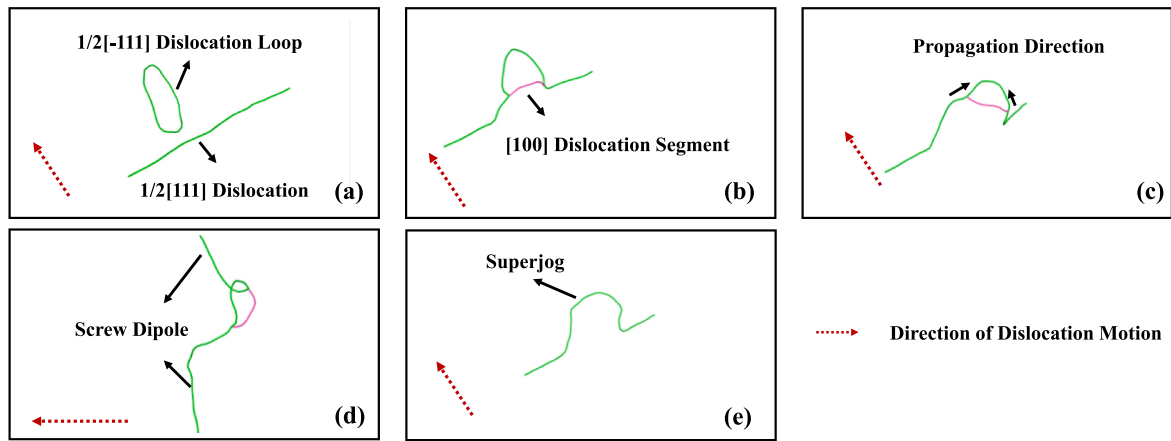 1/2[-111] Dislocation Loop
1/2[111] Dislocation
(a)
[100] Dislocation Segment
(b)
Propagation Direction
(c)
Screw Dipole
(d)
Superjog
(e)
Direction of Dislocation Motion